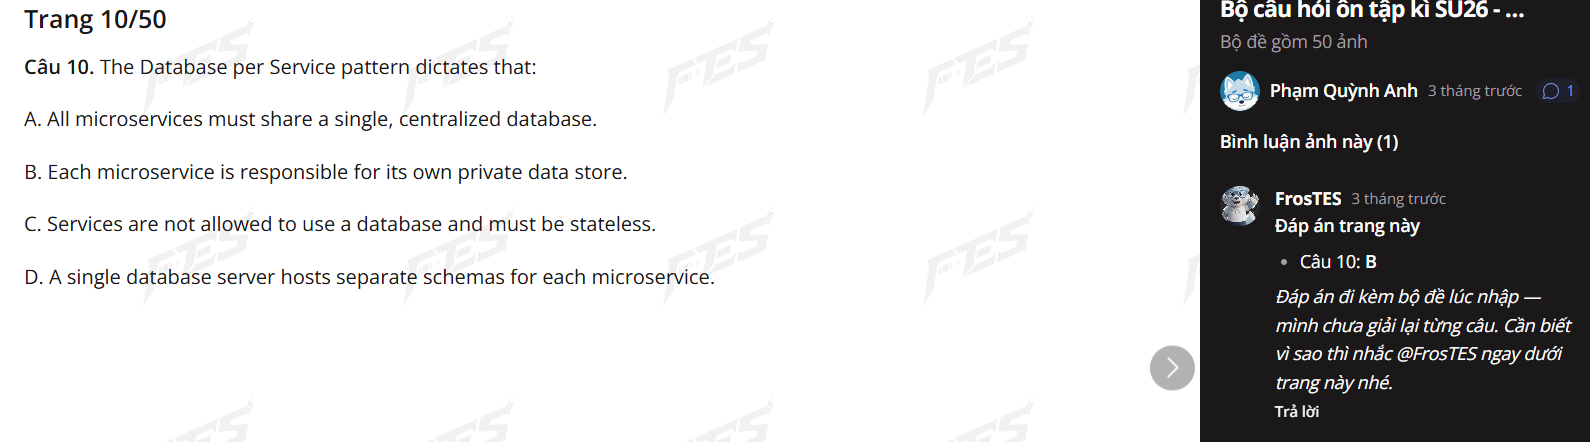 Trang 10/50
Câu 10. The Database per Service pattern dictates that:
A. All microservices must share a single, centralized database.
B. Each microservice is responsible for its own private data store.
C. Services are not allowed to use a database and must be stateless.
D. A single database server hosts separate schemas for each microservice.
Bộ câu hỏi ôn tập kì SU26 - ...
Bộ đề gồm 50 ảnh
Phạm Quỳnh Anh 3 tháng trước 1
Bình luận ảnh này (1)
FrosTES 3 tháng trước
Đáp án trang này
• Câu 10: B
Đáp án đi kèm bộ đề lúc nhập —
mình chưa giải lại từng câu. Cần biết
vì sao thì nhắc @FrosTES ngay dưới
trang này nhé.
Trả lời